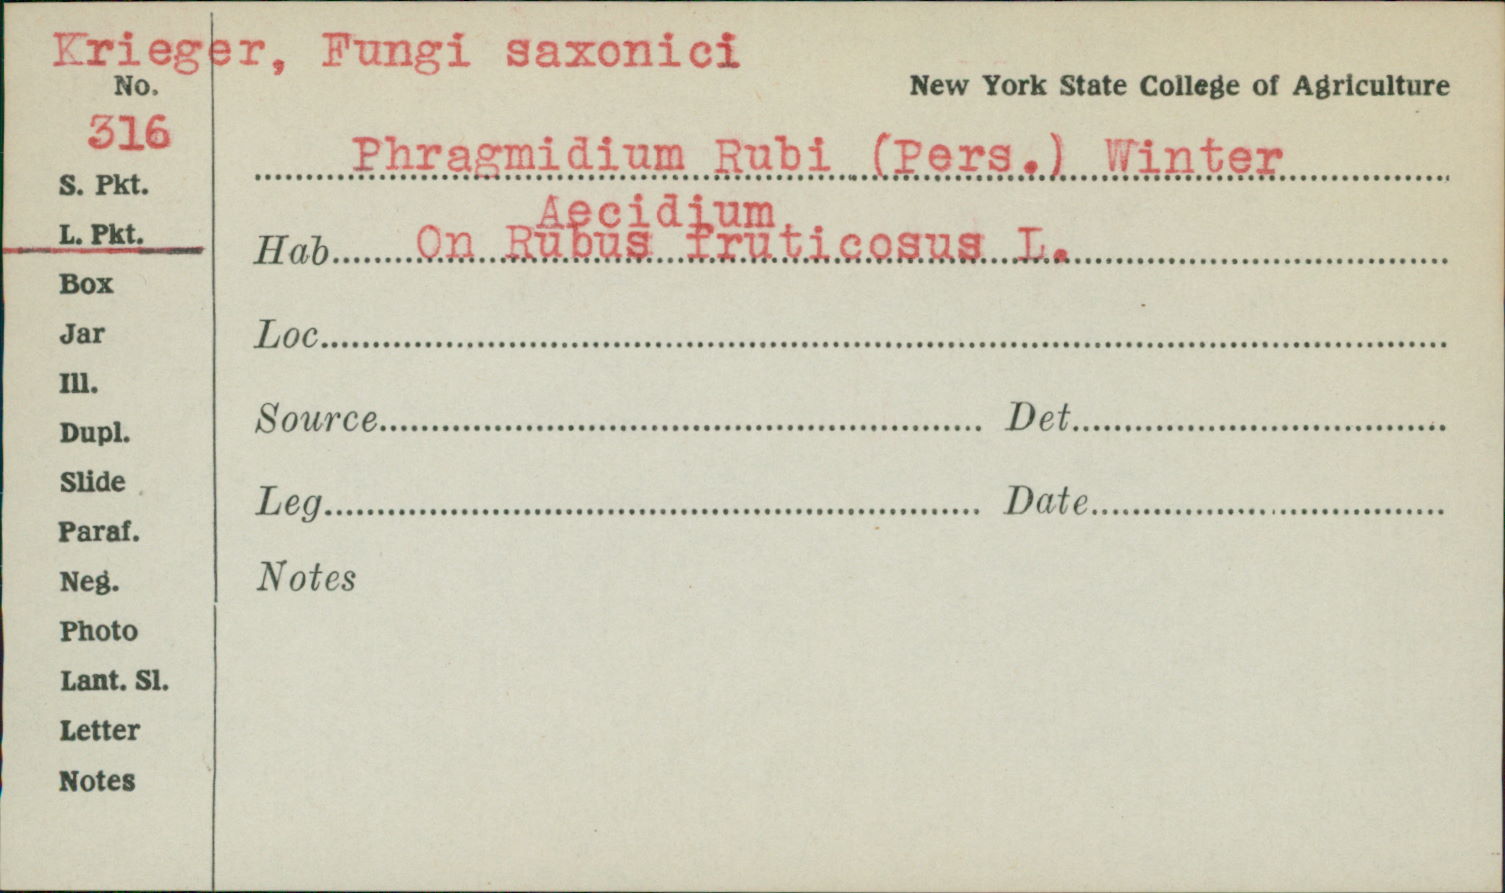 Krieger, Fungi saxonici
No.
316
New York State College of Agriculture
Phragmidium Rubi (Pers.) Winter
Aecidium
Hab. On Rubus fruticosus L.
Loc.
Source Det.
Leg. Date
Notes
S. Pkt.
L. Pkt.
Box
Jar
Ill.
Dupl.
Slide
Paraf.
Neg.
Photo
Lant. Sl.
Letter
Notes